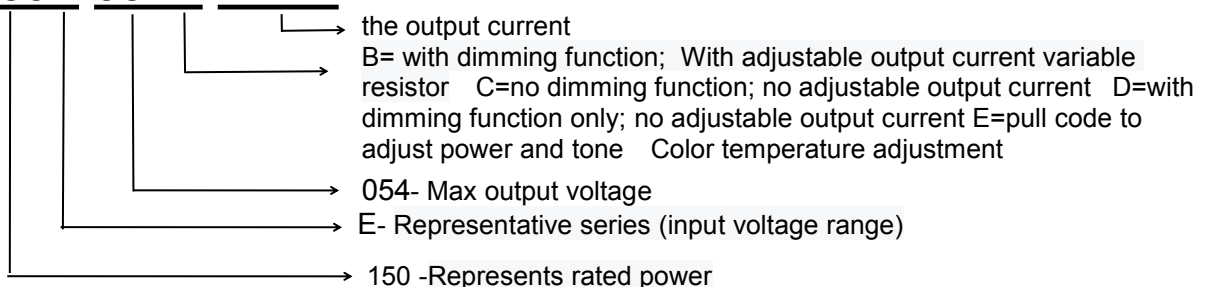 the output current
B= with dimming function; With adjustable output current variable
resistor C=no dimming function; no adjustable output current D=with
dimming function only; no adjustable output current E=pull code to
adjust power and tone Color temperature adjustment
054- Max output voltage
E- Representative series (input voltage range)
150 -Represents rated power